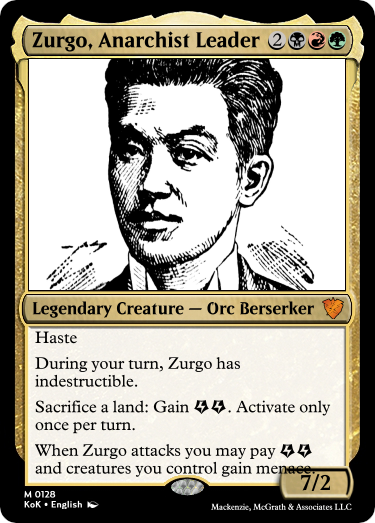 Zurgo, Anarchist Leader 2
Legendary Creature — Orc Berserker
Haste
During your turn, Zurgo has
indestructible.
Sacrifice a land: Gain. Activate only
once per turn.
When Zurgo attacks you may pay
and creatures you control gain menace.
7/2
M 0128
KoK • English
Mackenzie, McGrath & Associates LLC